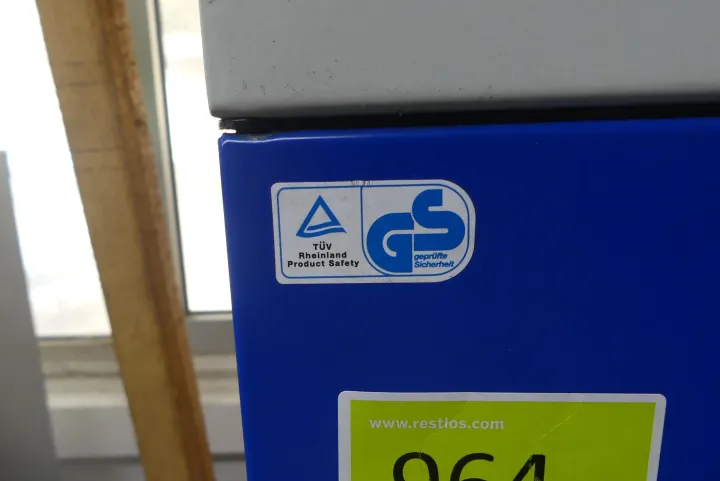 TÜV
Rheinland
Product Safety
GS
geprüfte
Sicherheit
www.restlos.com
964